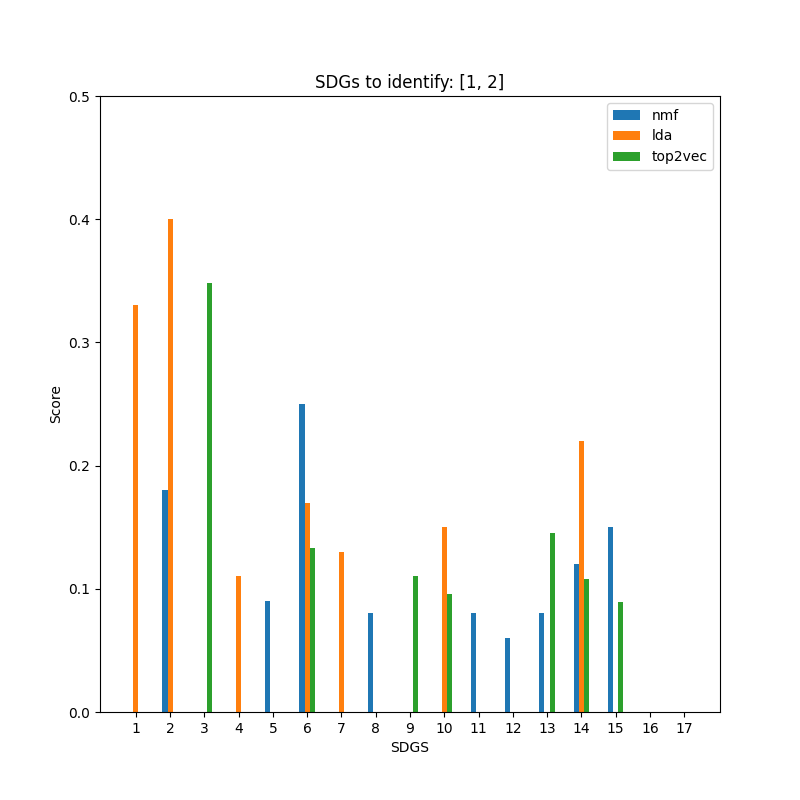 SDGs to identify: [1, 2]
nmf
lda
top2vec
0.5
0.4
0.3
0.2
0.1
0.0
Score
1 2 3 4 5 6 7 8 9 10 11 12 13 14 15 16 17
SDGS